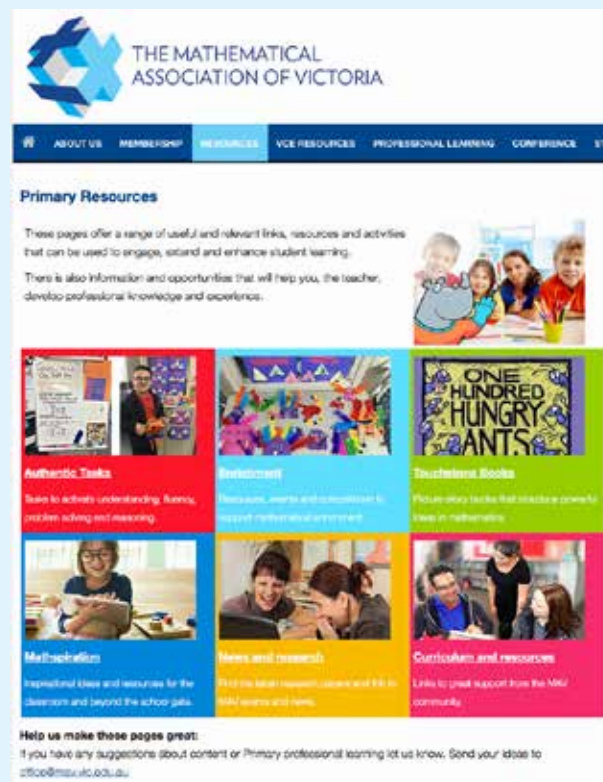 THE MATHEMATICAL
ASSOCIATION OF VICTORIA
ABOUT US MEMBERSHIP RESOURCES VCE RESOURCES PROFESSIONAL LEARNING CONFERENCE
Primary Resources
These pages offer a range of useful and relevant links, resources and activities
that can be used to engage, extend and enhance student learning.
There is also information and opportunities that will help you, the teacher,
develop professional knowledge and experience.
ONE
HUNDRED
HUNGRY
ANTS
Authentic Tasks
Tasks to activate understanding, fluency,
problem solving and reasoning.
Enrichment
Resources, events and competitions to
support mathematical enrichment.
Touchstone Books
Picture story books that introduce powerful
ideas in mathematics.
Mathspiration
Inspirational ideas and resources for the
classroom and beyond the school gate.
News and research
Find the latest research papers and link to
MAV events and news.
Curriculum and resources
Links to great support from the MAV
community.
Help us make these pages great:
If you have any suggestions about content or Primary professional learning let us know. Send your ideas to
office@mav.vic.edu.au